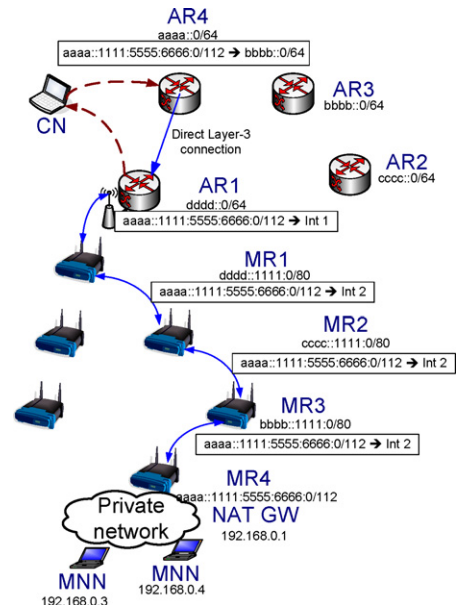 AR4
aaaa::0/64
aaaa::1111:5555:6666:0/112 → bbbb::0/64
AR3
bbbb::0/64
CN
Direct Layer-3
connection
AR2
cccc::0/64
AR1
dddd::0/64
aaaa::1111:5555:6666:0/112 → Int 1
MR1
dddd::1111:0/80
aaaa::1111:5555:6666:0/112 → Int 2
MR2
cccc::1111:0/80
aaaa::1111:5555:6666:0/112 → Int 2
MR3
bbbb::1111:0/80
aaaa::1111:5555:6666:0/112 → Int 2
MR4
aaaa::1111:5555:6666:0/112
Private
network
NAT GW
192.168.0.1
MNN
192.168.0.3
MNN
192.168.0.4